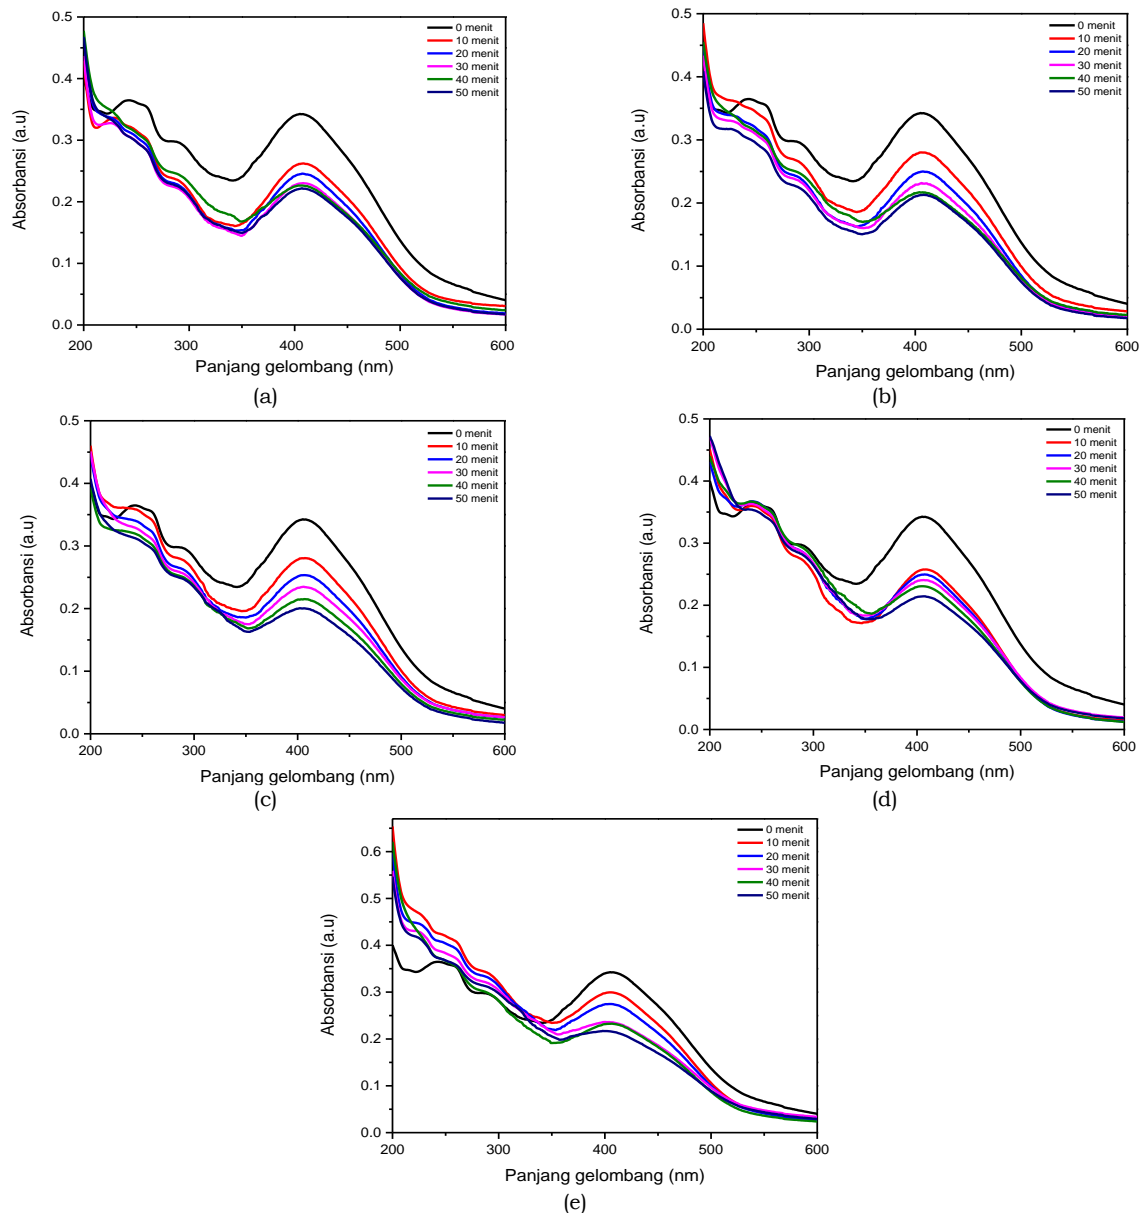 0.5
0.4
0.3
0.2
0.1
0.0
Absorbansi (a.u)
200
300
400
500
600
Panjang gelombang (nm)
0 menit
10 menit
20 menit
30 menit
40 menit
50 menit
(a)
0.5
0.4
0.3
0.2
0.1
0.0
Absorbansi (a.u)
200
300
400
500
600
Panjang gelombang (nm)
0 menit
10 menit
20 menit
30 menit
40 menit
50 menit
(b)
0.5
0.4
0.3
0.2
0.1
0.0
Absorbansi (a.u)
200
300
400
500
600
Panjang gelombang (nm)
0 menit
10 menit
20 menit
30 menit
40 menit
50 menit
(c)
0.5
0.4
0.3
0.2
0.1
0.0
Absorbansi (a.u)
200
300
400
500
600
Panjang gelombang (nm)
0 menit
10 menit
20 menit
30 menit
40 menit
50 menit
(d)
0.6
0.5
0.4
0.3
0.2
0.1
0.0
Absorbansi (a.u)
200
300
400
500
600
Panjang gelombang (nm)
0 menit
10 menit
20 menit
30 menit
40 menit
50 menit
(e)